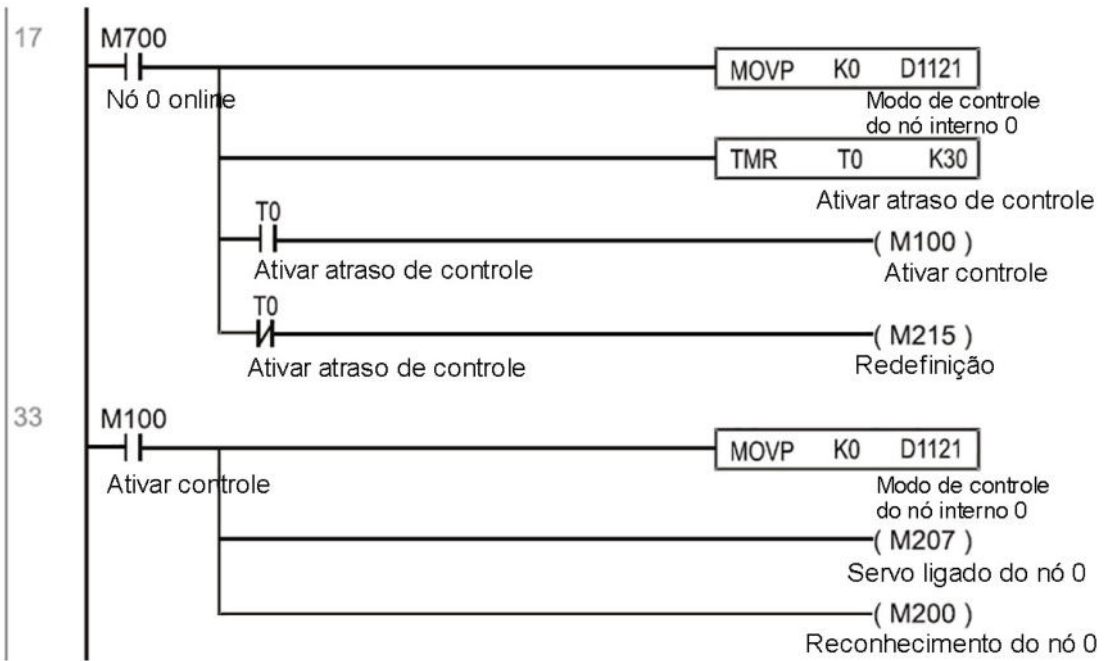 17
M700
MOVP K0 D1121
Nó 0 online
Modo de controle
do nó interno 0
TMR T0 K30
Ativar atraso de controle
T0
( M100 )
Ativar atraso de controle
Ativar controle
T0
( M215 )
Ativar atraso de controle
Redefinição
33
M100
MOVP K0 D1121
Ativar controle
Modo de controle
do nó interno 0
( M207 )
Servo ligado do nó 0
( M200 )
Reconhecimento do nó 0